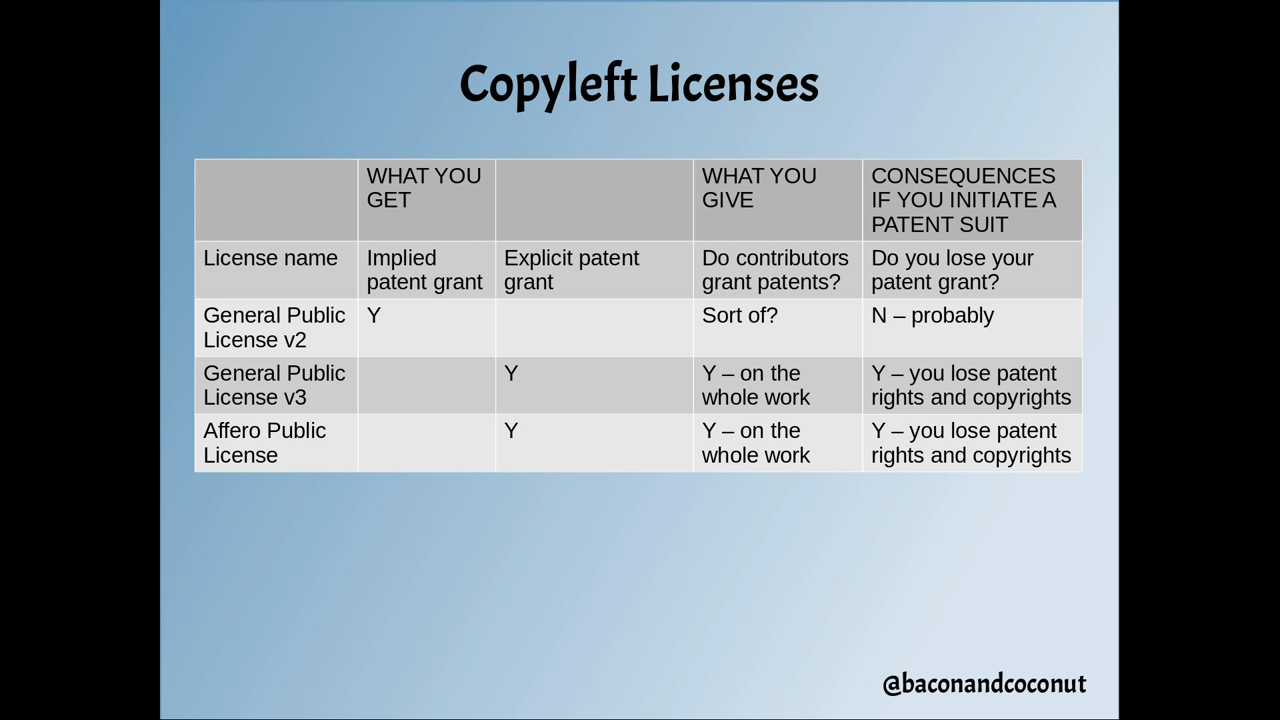 Copyleft Licenses
WHAT YOU GET
WHAT YOU GIVE
CONSEQUENCES IF YOU INITIATE A PATENT SUIT
License name
Implied patent grant
Explicit patent grant
Do contributors grant patents?
Do you lose your patent grant?
General Public License v2
Y
Sort of?
N – probably
General Public License v3
Y
Y – on the whole work
Y – you lose patent rights and copyrights
Affero Public License
Y
Y – on the whole work
Y – you lose patent rights and copyrights
@baconandcoconut